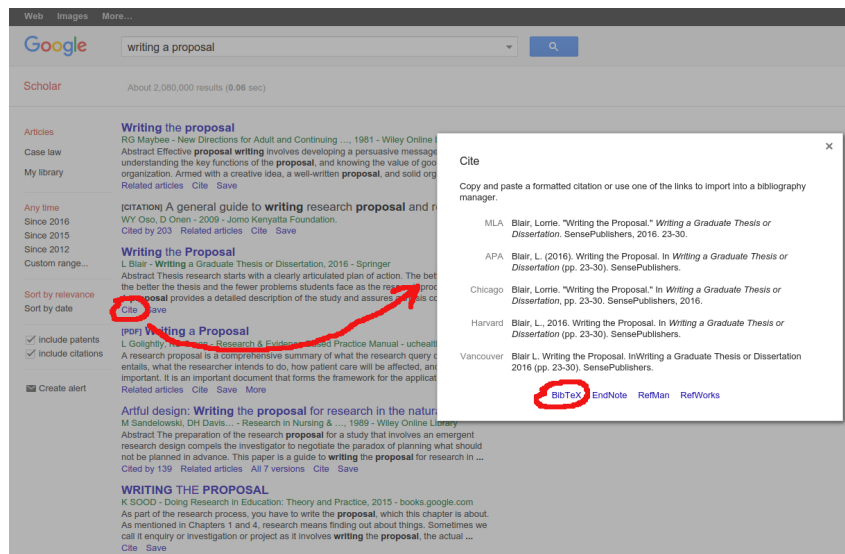 Web Images More...
Google
writing a proposal
Scholar
About 2,080,000 results (0.06 sec)
Articles
Case law
My library
Any time
Since 2016
Since 2015
Since 2012
Custom range...
Sort by relevance
Sort by date
include patents
include citations
Create alert
Writing the proposal
RG Maybee - New Directions for Adult and Continuing ..., 1981 - Wiley Online
Abstract Effective proposal writing involves developing a persuasive message
understanding the key functions of the proposal, and knowing the value of goo
organization. Armed with a creative idea, a well-written proposal, and solid org
Related articles Cite Save
[CITATION] A general guide to writing research proposal and r
WY Oso, D Onen - 2009 - Jomo Kenyatta Foundation.
Cited by 203 Related articles Cite Save
Writing the Proposal
L Blair - Writing a Graduate Thesis or Dissertation, 2016 - Springer
Abstract Thesis research starts with a clearly articulated plan of action. The bet
the better the thesis and the fewer problems students face as the
proposal provides a detailed description of the study and assures
Cite Save
[PDF] Writing a Proposal
L Golightly, - Research & Evidence Based Practice Manual - uchealt
A research proposal is a comprehensive summary of what the research query c
entails, what the researcher intends to do, how patient care will be affected, and
important. It is an important document that forms the framework for the applicat
Related articles Cite Save More
Artful design: Writing the proposal for research in the natura
M Sandelowski, DH Davis... - Research in Nursing & ..., 1989 - Wiley Online Library
Abstract The preparation of the research proposal for a study that involves an emergent
research design compels the investigator to negotiate the paradox of planning what should
not be planned in advance. This paper is a guide to writing the proposal for research in ...
Cited by 139 Related articles All 7 versions Cite Save
WRITING THE PROPOSAL
K SOOD - Doing Research in Education: Theory and Practice, 2015 - books.google.com
As part of the research process, you have to write the proposal, which this chapter is about.
As mentioned in Chapters 1 and 4, research means finding out about things. Sometimes we
call it enquiry or investigation or project as it involves writing the proposal, the actual ...
Cite Save
×
Cite
Copy and paste a formatted citation or use one of the links to import into a bibliography
manager.
MLA Blair, Lorrie. "Writing the Proposal." Writing a Graduate Thesis or
Dissertation. SensePublishers, 2016. 23-30.
APA Blair, L. (2016). Writing the Proposal. In Writing a Graduate Thesis or
Dissertation (pp. 23-30). SensePublishers.
Chicago Blair, Lorrie. "Writing the Proposal." In Writing a Graduate Thesis or
Dissertation, pp. 23-30. SensePublishers, 2016.
Harvard Blair, L., 2016. Writing the Proposal. In Writing a Graduate Thesis or
Dissertation (pp. 23-30). SensePublishers.
Vancouver Blair L. Writing the Proposal. InWriting a Graduate Thesis or Dissertation
2016 (pp. 23-30). SensePublishers.
BibTeX EndNote RefMan RefWorks